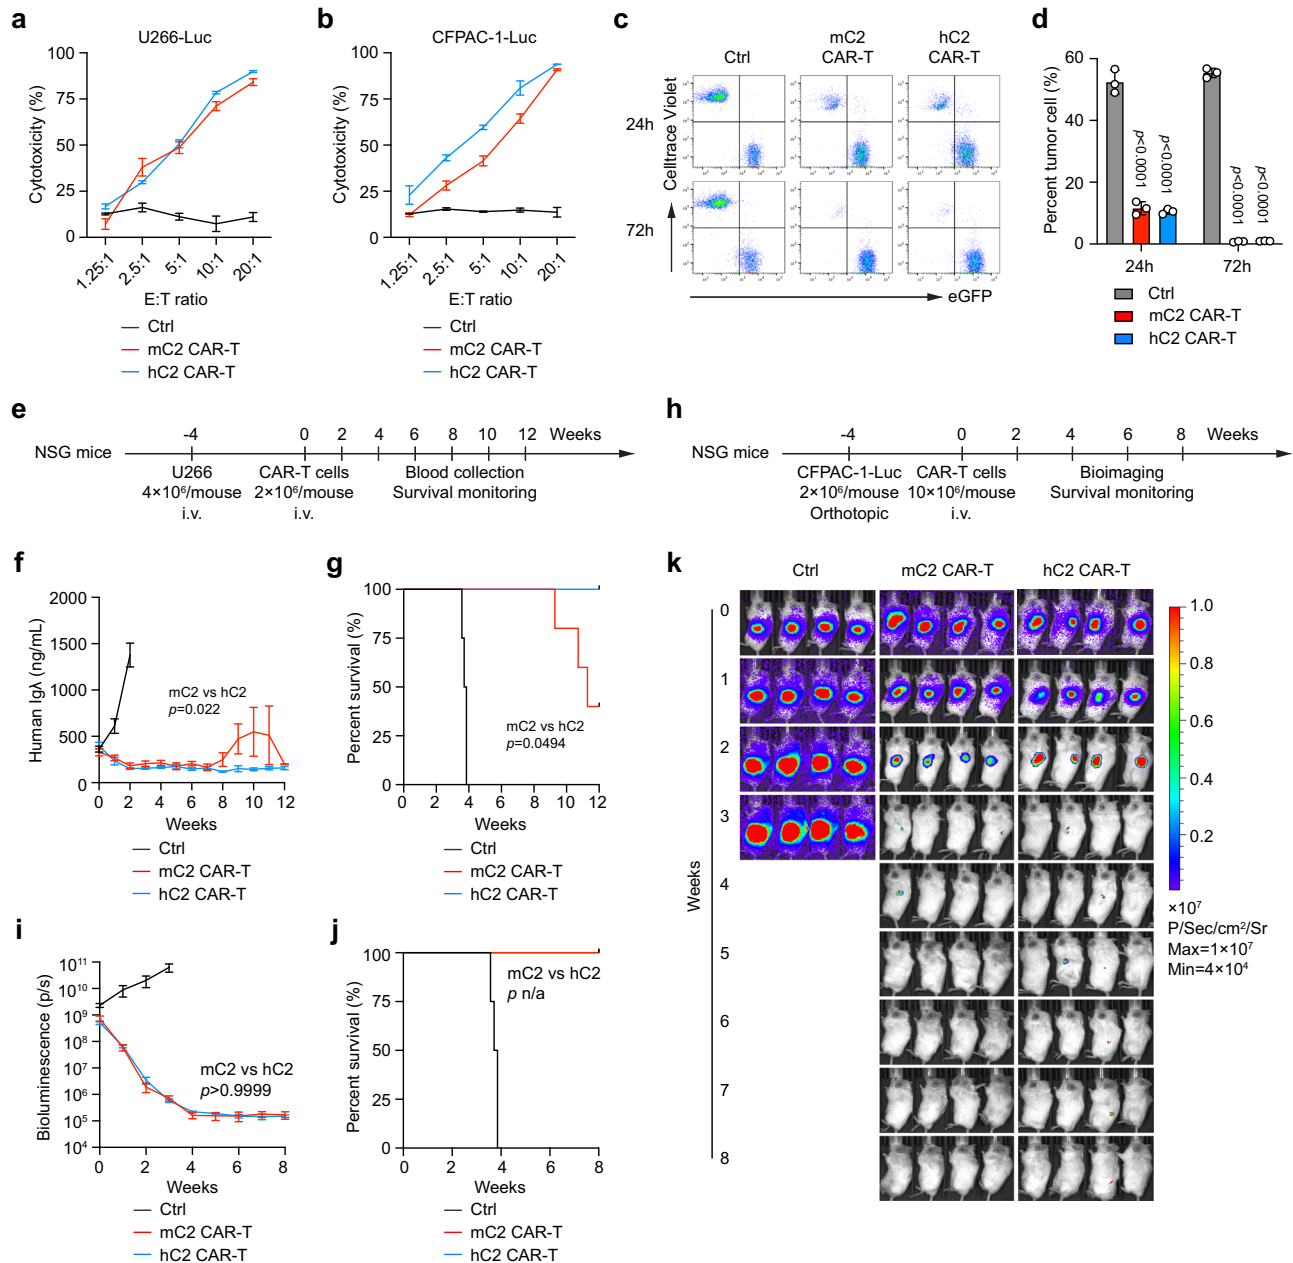 a
U266-Luc
Cytotoxicity (%)
100
75
50
25
0
1.25:1
2.5:1
5:1
10:1
20:1
E:T ratio
Ctrl
mC2 CAR-T
hC2 CAR-T
b
CFPAC-1-Luc
Cytotoxicity (%)
100
75
50
25
0
1.25:1
2.5:1
5:1
10:1
20:1
E:T ratio
Ctrl
mC2 CAR-T
hC2 CAR-T
c
Ctrl
mC2
CAR-T
hC2
CAR-T
24h
72h
Celltrace Violet
eGFP
d
Percent tumor cell (%)
60
40
20
0
p<0.0001
p<0.00001
p<0.0001
p<0.0001
24h
72h
Ctrl
mC2 CAR-T
hC2 CAR-T
e
NSG mice
-4
0
2
4
6
8
10
12
Weeks
U266
4×10⁶/mouse
i.v.
CAR-T cells
2×10⁶/mouse
i.v.
Blood collection
Survival monitoring
h
NSG mice
-4
0
2
4
6
8
Weeks
CFPAC-1-Luc
2×10⁶/mouse
Orthotopic
CAR-T cells
10×10⁶/mouse
i.v.
Bioimaging
Survival monitoring
f
Human Igλ (ng/mL)
2000
1500
1000
500
0
mC2 vs hC2
p=0.022
0 2 4 6 8 10 12
Weeks
Ctrl
mC2 CAR-T
hC2 CAR-T
g
Percent survival (%)
100
75
50
25
0
mC2 vs hC2
p=0.0494
0 2 4 6 8 10 12
Weeks
Ctrl
mC2 CAR-T
hC2 CAR-T
i
Bioluminescence (p/s)
10¹¹
10¹⁰
10⁹
10⁸
10⁷
10⁶
10⁵
10⁴
mC2 vs hC2
p>0.9999
0 2 4 6 8
Weeks
Ctrl
mC2 CAR-T
hC2 CAR-T
j
Percent survival (%)
100
75
50
25
0
mC2 vs hC2
p n/a
0 2 4 6 8
Weeks
Ctrl
mC2 CAR-T
hC2 CAR-T
k
Ctrl
mC2 CAR-T
hC2 CAR-T
Weeks
0
1
2
3
4
5
6
7
8
1.0
0.8
0.6
0.4
0.2
×10⁷
P/Sec/cm²/Sr
Max=1×10⁷
Min=4×10⁴